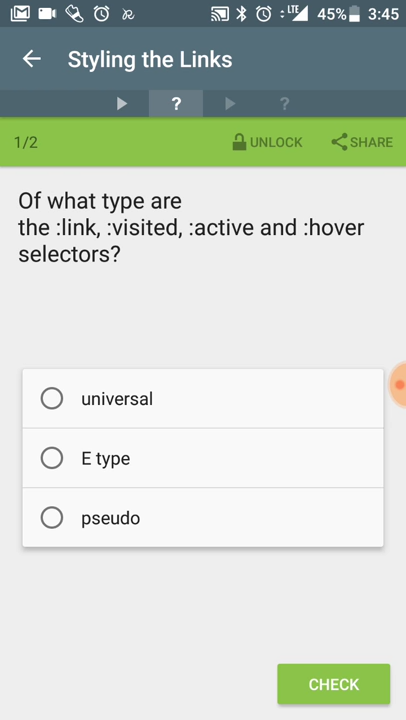 LTE 45% 3:45
Styling the Links
?
?
1/2 UNLOCK SHARE
Of what type are
the :link, :visited, :active and :hover
selectors?
universal
E type
pseudo
CHECK